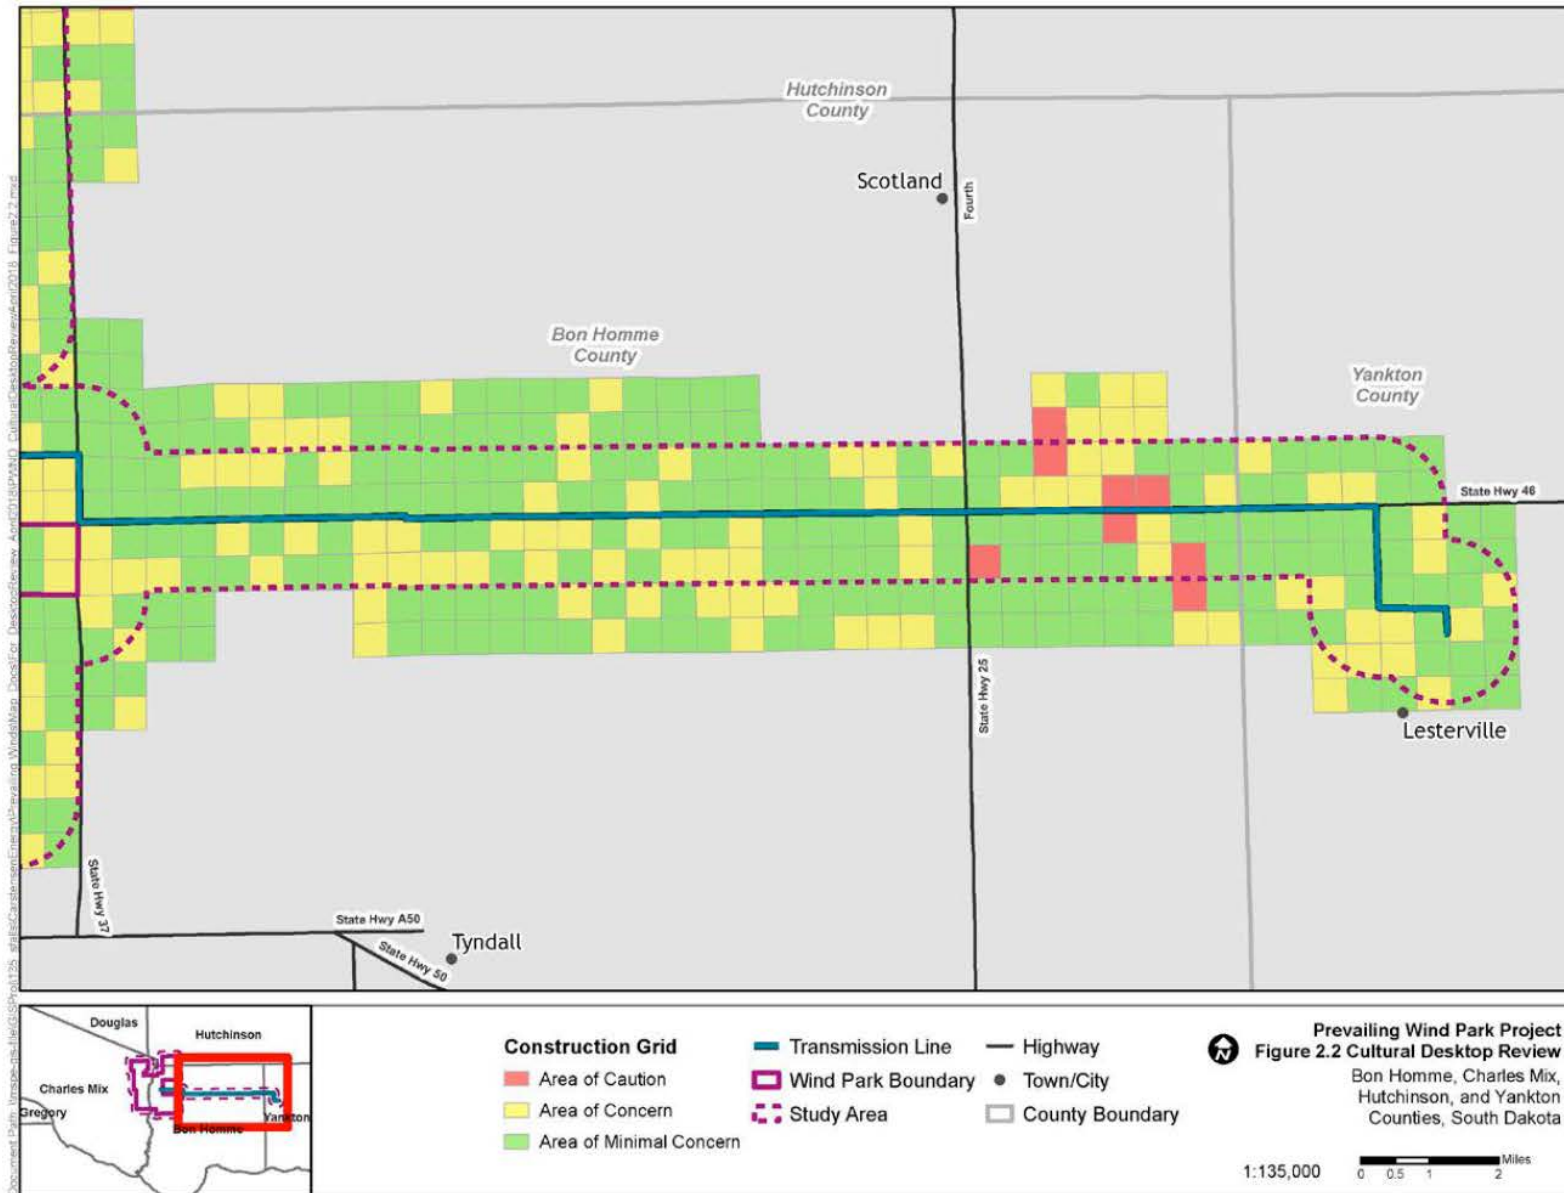 Hutchinson
County
Scotland
Fourth
Bon Homme
County
Yankton
County
State Hwy 46
State Hwy 25
Lesterville
State Hwy 37
State Hwy A50
Tyndall
State Hwy 50
Douglas
Hutchinson
Charles Mix
Gregory
Yankton
Bon Homme
Construction Grid
Area of Caution
Area of Concern
Area of Minimal Concern
Transmission Line
Wind Park Boundary
Study Area
Highway
Town/City
County Boundary
N
Prevailing Wind Park Project
Figure 2.2 Cultural Desktop Review
Bon Homme, Charles Mix,
Hutchinson, and Yankton
Counties, South Dakota
1:135,000
Miles
0 0.5 1 2